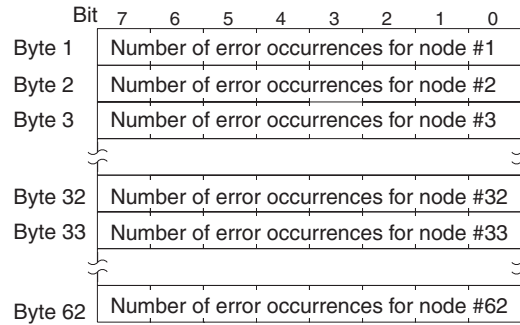 Bit 7 6 5 4 3 2 1 0
Byte 1 Number of error occurrences for node #1
Byte 2 Number of error occurrences for node #2
Byte 3 Number of error occurrences for node #3
Byte 32 Number of error occurrences for node #32
Byte 33 Number of error occurrences for node #33
Byte 62 Number of error occurrences for node #62